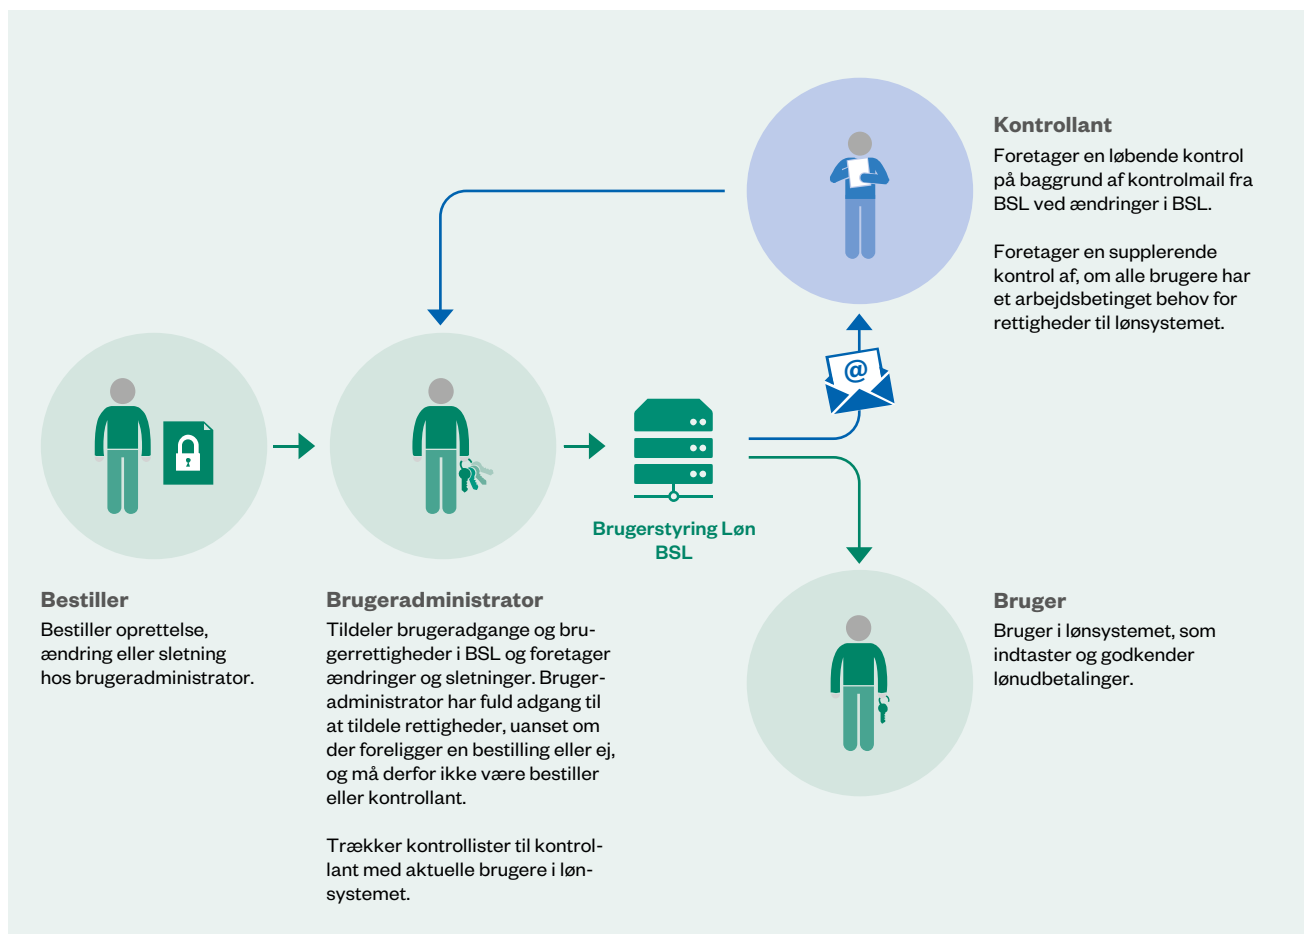 Kontrollant
Foretager en løbende kontrol
på baggrund af kontrolmail fra
BSL ved ændringer i BSL.
Foretager en supplerende
kontrol af, om alle brugere har
et arbejdsbetinget behov for
rettigheder til lønsystemet.
@
Brugerstyring Løn
BSL
Bestiller
Bestiller oprettelse,
ændring eller sletning
hos brugeradministrator.
Brugeradministrator
Tildeler brugeradgange og bru-
gerrettigheder i BSL og foretager
ændringer og sletninger. Bruger-
administrator har fuld adgang til
at tildele rettigheder, uanset om
der foreligger en bestilling eller ej,
og må derfor ikke være bestiller
eller kontrollant.
Trækker kontrollister til kontrol-
lant med aktuelle brugere i løn-
systemet.
Bruger
Bruger i lønsystemet, som
indtaster og godkender
lønudbetalinger.